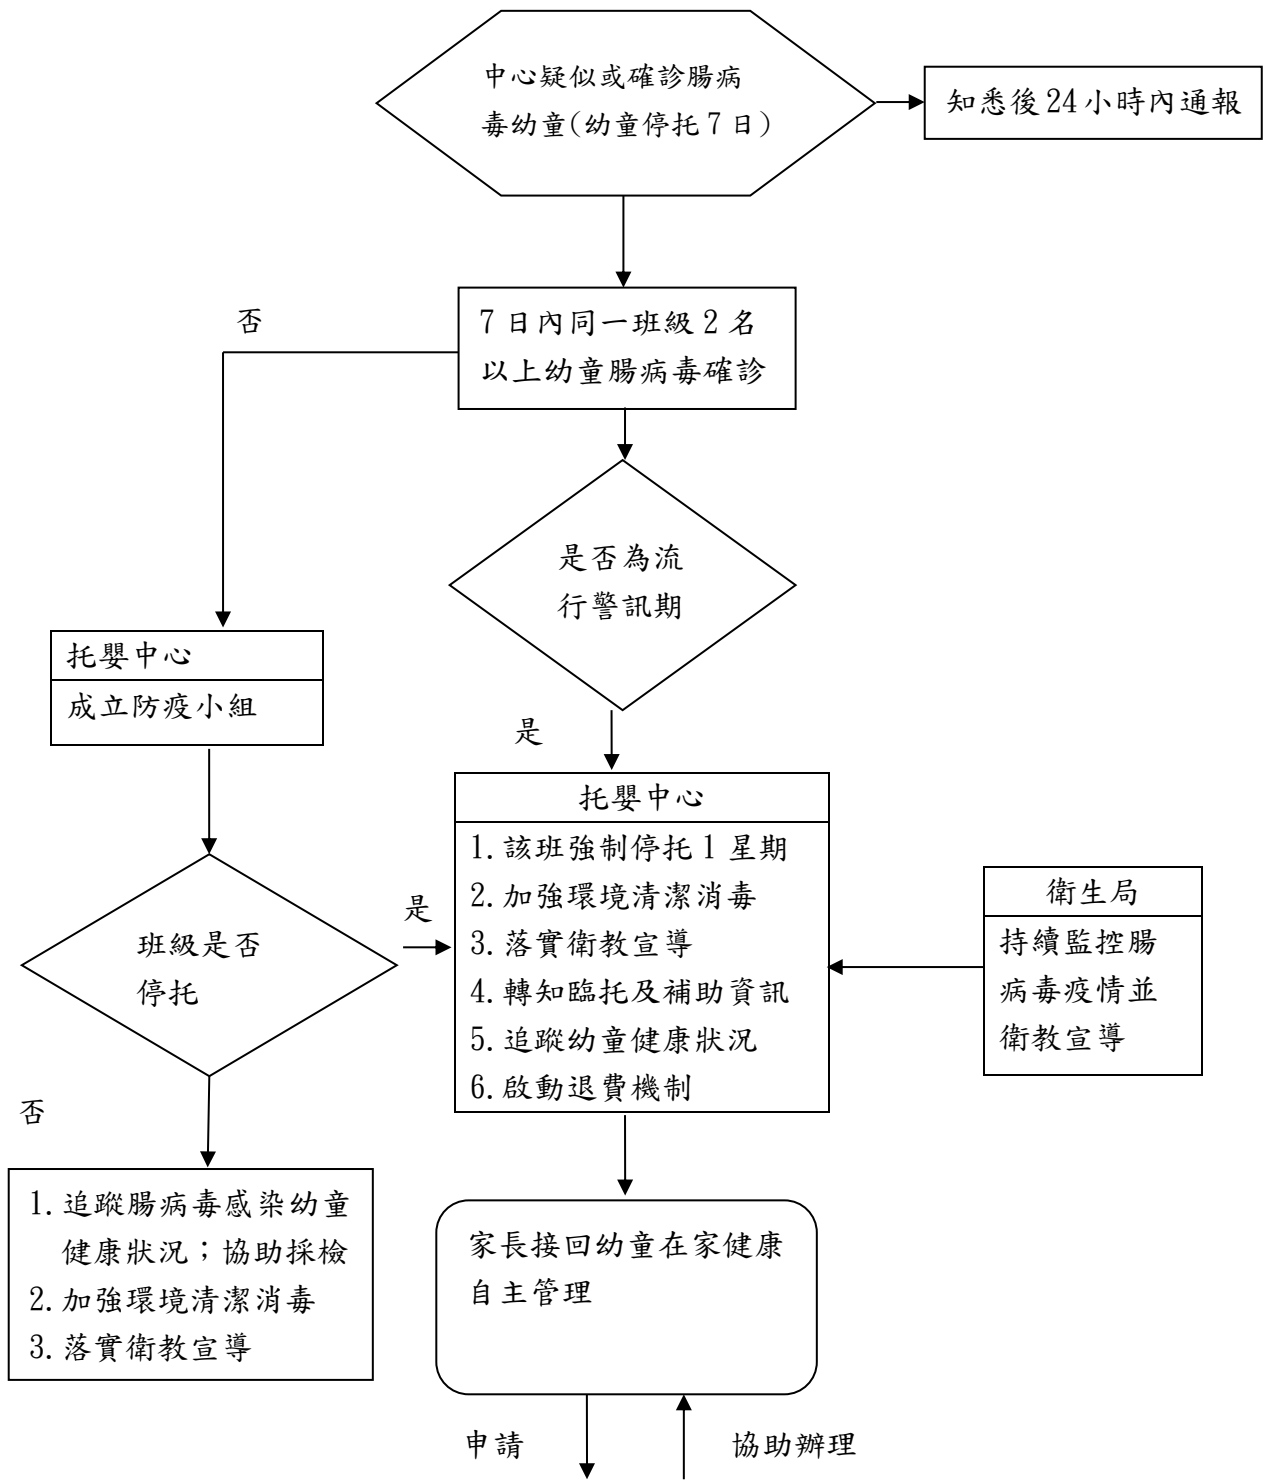 中心疑似或確診腸病
毒幼童(幼童停托7日)
知悉後24小時內通報
否
7日內同一班級2名
以上幼童腸病毒確診
是否為流
行警訊期
托嬰中心
成立防疫小組
是
托嬰中心
1.該班強制停托1星期
2.加強環境清潔消毒
3.落實衛教宣導
4.轉知臨托及補助資訊
5.追蹤幼童健康狀況
6.啟動退費機制
衛生局
持續監控腸
病毒疫情並
衛教宣導
是
班級是否
停托
否
1.追蹤腸病毒感染幼童
健康狀況；協助採檢
2.加強環境清潔消毒
3.落實衛教宣導
家長接回幼童在家健康
自主管理
申請
協助辦理